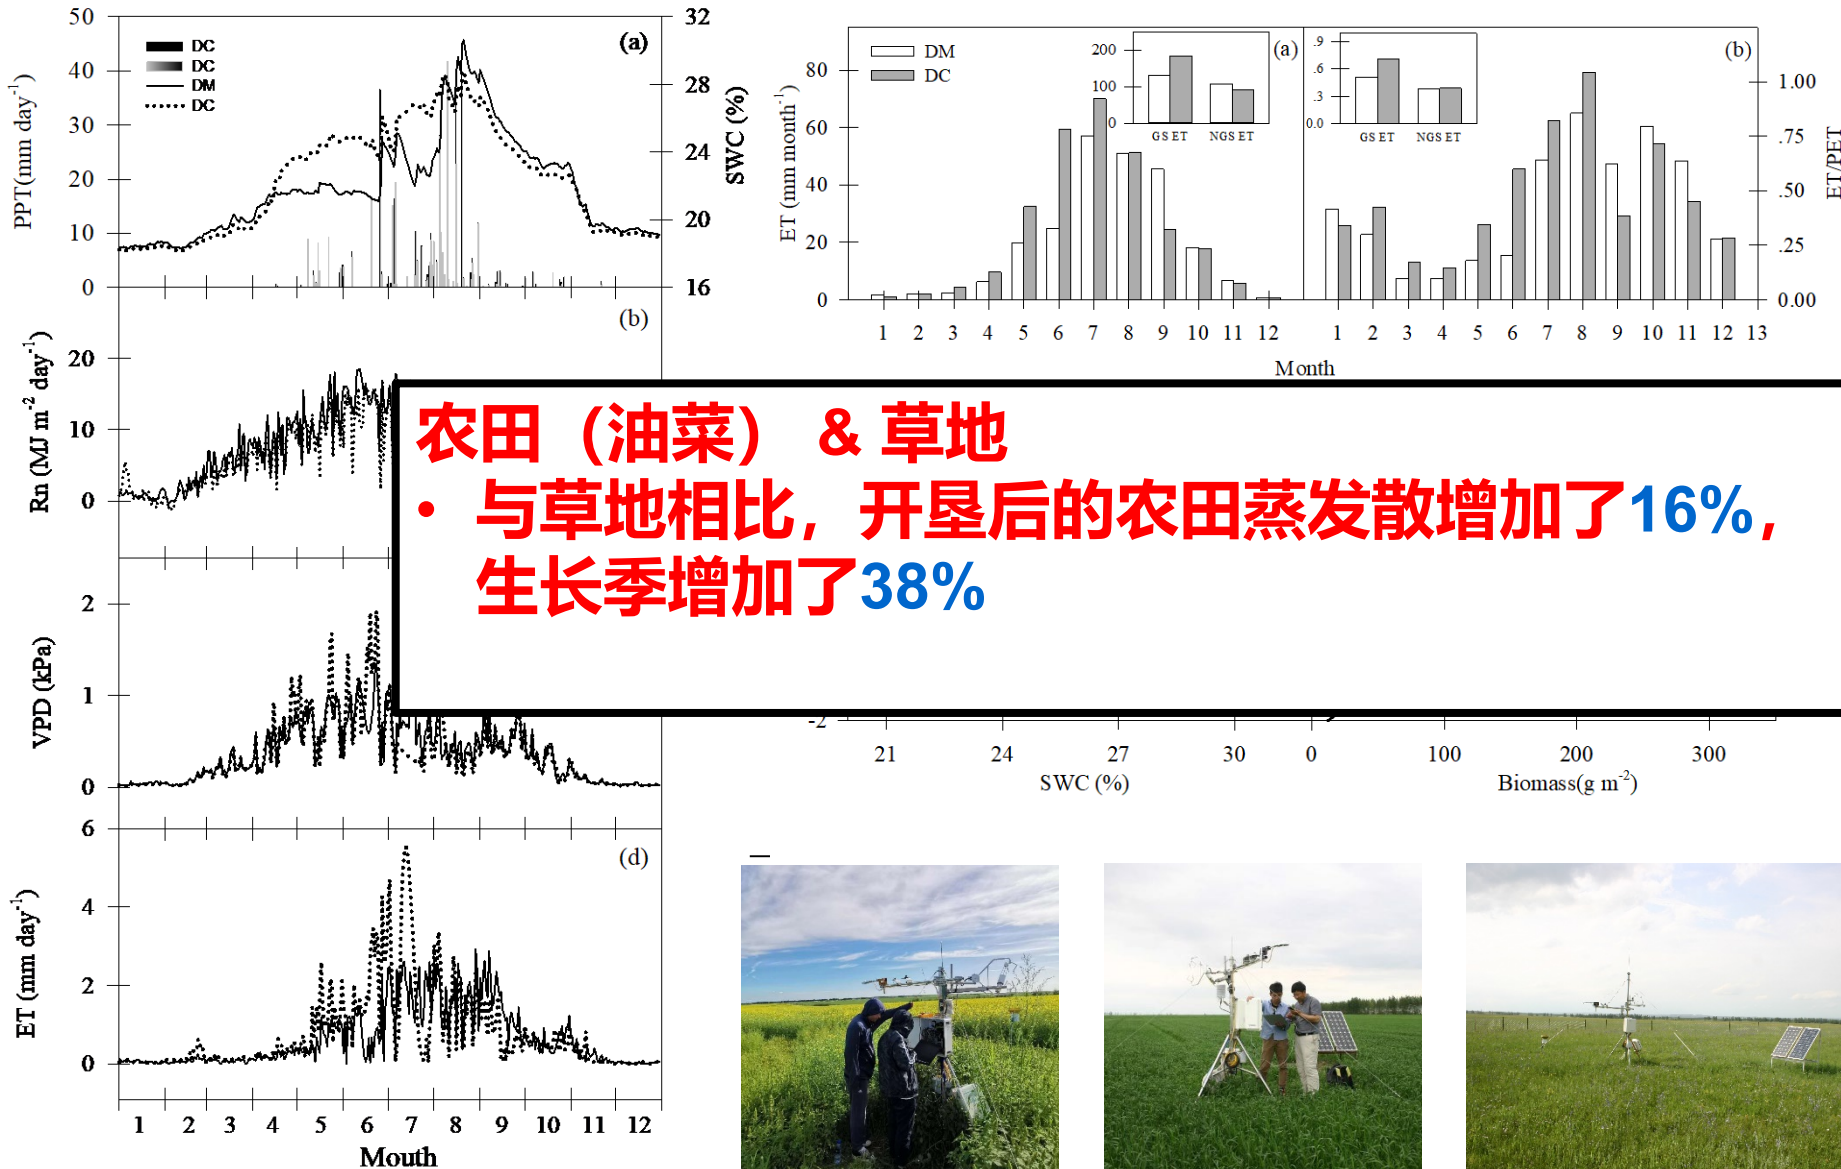 50
40
30
20
10
0
PPT(mm day-1)
DC
DC
DM
DC
(a)
32
28
24
20
16
SWC (%)
(b)
20
10
0
Rn (MJ m-2 day-1)
2
1
0
VPD (kPa)
6
4
2
0
ET (mm day-1)
(d)
1 2 3 4 5 6 7 8 9 10 11 12
Mouth
DM
DC
80
60
40
20
0
ET (mm month-1)
200
100
0
GS ET NGS ET
(a)
.9
.6
.3
0.0
GS ET NGS ET
(b)
1.00
.75
.50
.25
0.00
ET/PET
1 2 3 4 5 6 7 8 9 10 11 12
1 2 3 4 5 6 7 8 9 10 11 12 13
Month
农田（油菜） & 草地
• 与草地相比，开垦后的农田蒸发散增加了16%，
生长季增加了38%
-2
21 24 27 30
SWC (%)
0 100 200 300
Biomass(g m-2)